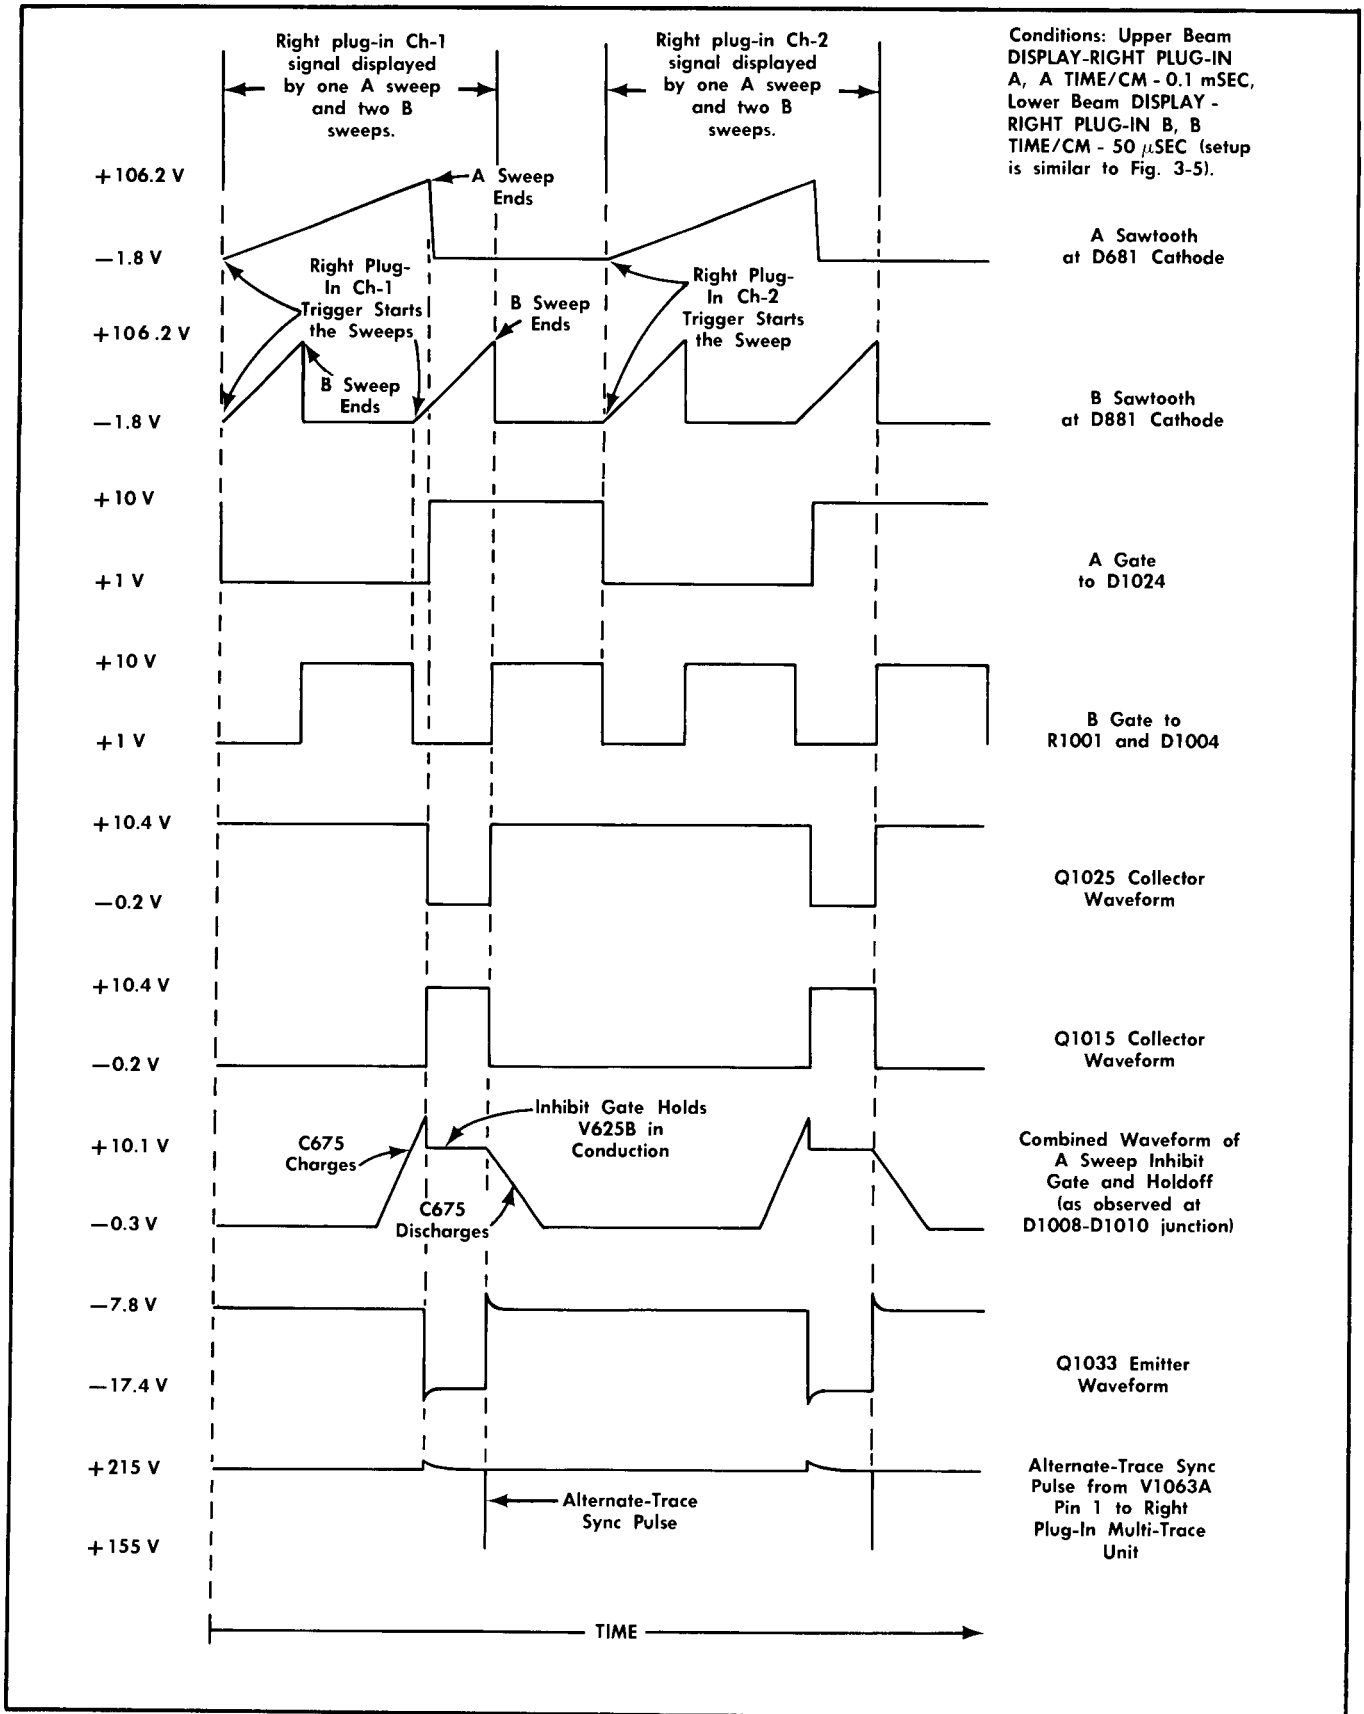 Right plug-in Ch-1
signal displayed
by one A sweep
and two B
sweeps.
Right plug-in Ch-2
signal displayed
by one A sweep
and two B
sweeps.
Conditions: Upper Beam
DISPLAY-RIGHT PLUG-IN
A, A TIME/CM - 0.1 mSEC,
Lower Beam DISPLAY -
RIGHT PLUG-IN B, B
TIME/CM - 50 μSEC (setup
is similar to Fig. 3-5).
+106.2 V
−1.8 V
A Sweep
Ends
A Sawtooth
at D681 Cathode
Right Plug-
In Ch-1
Trigger Starts
the Sweeps
Right Plug-
In Ch-2
Trigger Starts
the Sweep
+106.2 V
−1.8 V
B Sweep
Ends
B Sweep
Ends
B Sawtooth
at D881 Cathode
+10 V
+1 V
A Gate
to D1024
+10 V
+1 V
B Gate to
R1001 and D1004
+10.4 V
−0.2 V
Q1025 Collector
Waveform
+10.4 V
−0.2 V
Q1015 Collector
Waveform
+10.1 V
−0.3 V
C675
Charges
Inhibit Gate Holds
V625B in
Conduction
C675
Discharges
Combined Waveform of
A Sweep Inhibit
Gate and Holdoff
(as observed at
D1008-D1010 junction)
−7.8 V
−17.4 V
Q1033 Emitter
Waveform
+215 V
+155 V
Alternate-Trace
Sync Pulse
Alternate-Trace Sync
Pulse from V1063A
Pin 1 to Right
Plug-In Multi-Trace
Unit
TIME